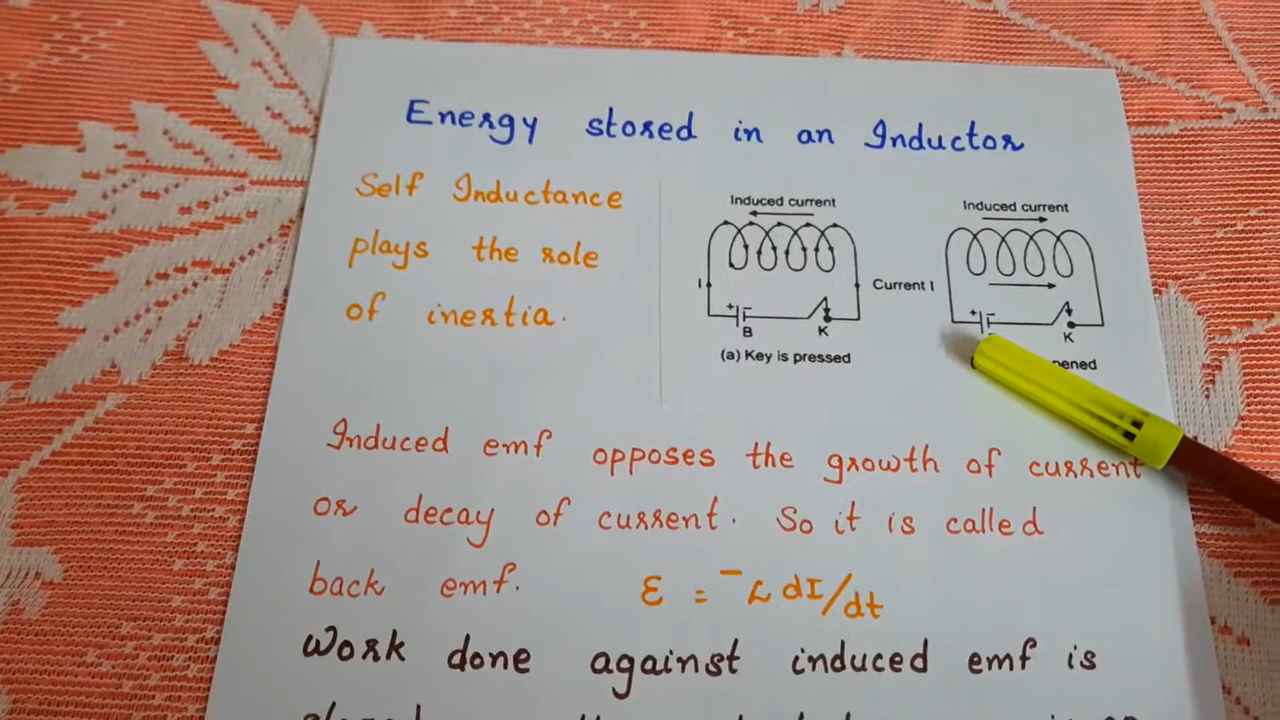 Energy stored in an Inductor
Self Inductance
plays the role
of inertia.
Induced current
I
+ -
B
K
(a) Key is pressed
Induced current
Current I
+ -
K
Induced emf opposes the growth of current
or decay of current. So it is called
back emf. ε = -L dI/dt
Work done against induced emf is